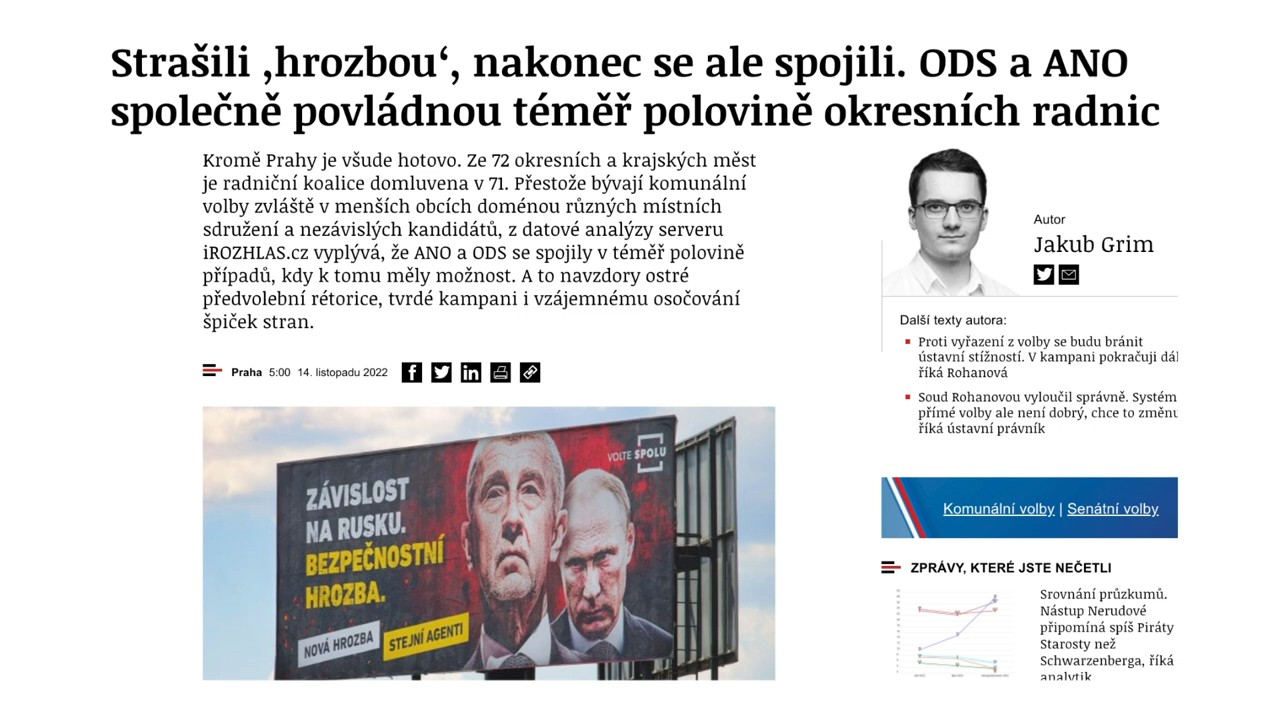 Strašili ‚hrozbou‘, nakonec se ale spojili. ODS a ANO
společně povládnou téměř polovině okresních radnic
Kromě Prahy je všude hotovo. Ze 72 okresních a krajských měst
je radniční koalice domluvena v 71. Přestože bývají komunální
volby zvláště v menších obcích doménou různých místních
sdružení a nezávislých kandidátů, z datové analýzy serveru
iROZHLAS.cz vyplývá, že ANO a ODS se spojily v téměř polovině
případů, kdy k tomu měly možnost. A to navzdory ostré
předvolební rétorice, tvrdé kampani i vzájemnému osočování
špiček stran.
Praha 5:00 14. listopadu 2022
VOLTE SPOLU
ZÁVISLOST
NA RUSKU.
BEZPEČNOSTNÍ
HROZBA.
NOVÁ HROZBA
STEJNÍ AGENTI
Autor
Jakub Grim
Další texty autora:
Proti vyřazení z volby se budu bránit
ústavní stížností. V kampani pokračuji dál
říká Rohanová
Soud Rohanovou vyloučil správně. Systém
přímé volby ale není dobrý, chce to změnu
říká ústavní právník
Komunální volby | Senátní volby
ZPRÁVY, KTERÉ JSTE NEČETLI
Srovnání průzkumů.
Nástup Nerudové
připomíná spíš Piráty
Starosty než
Schwarzenberga, říká
analytik